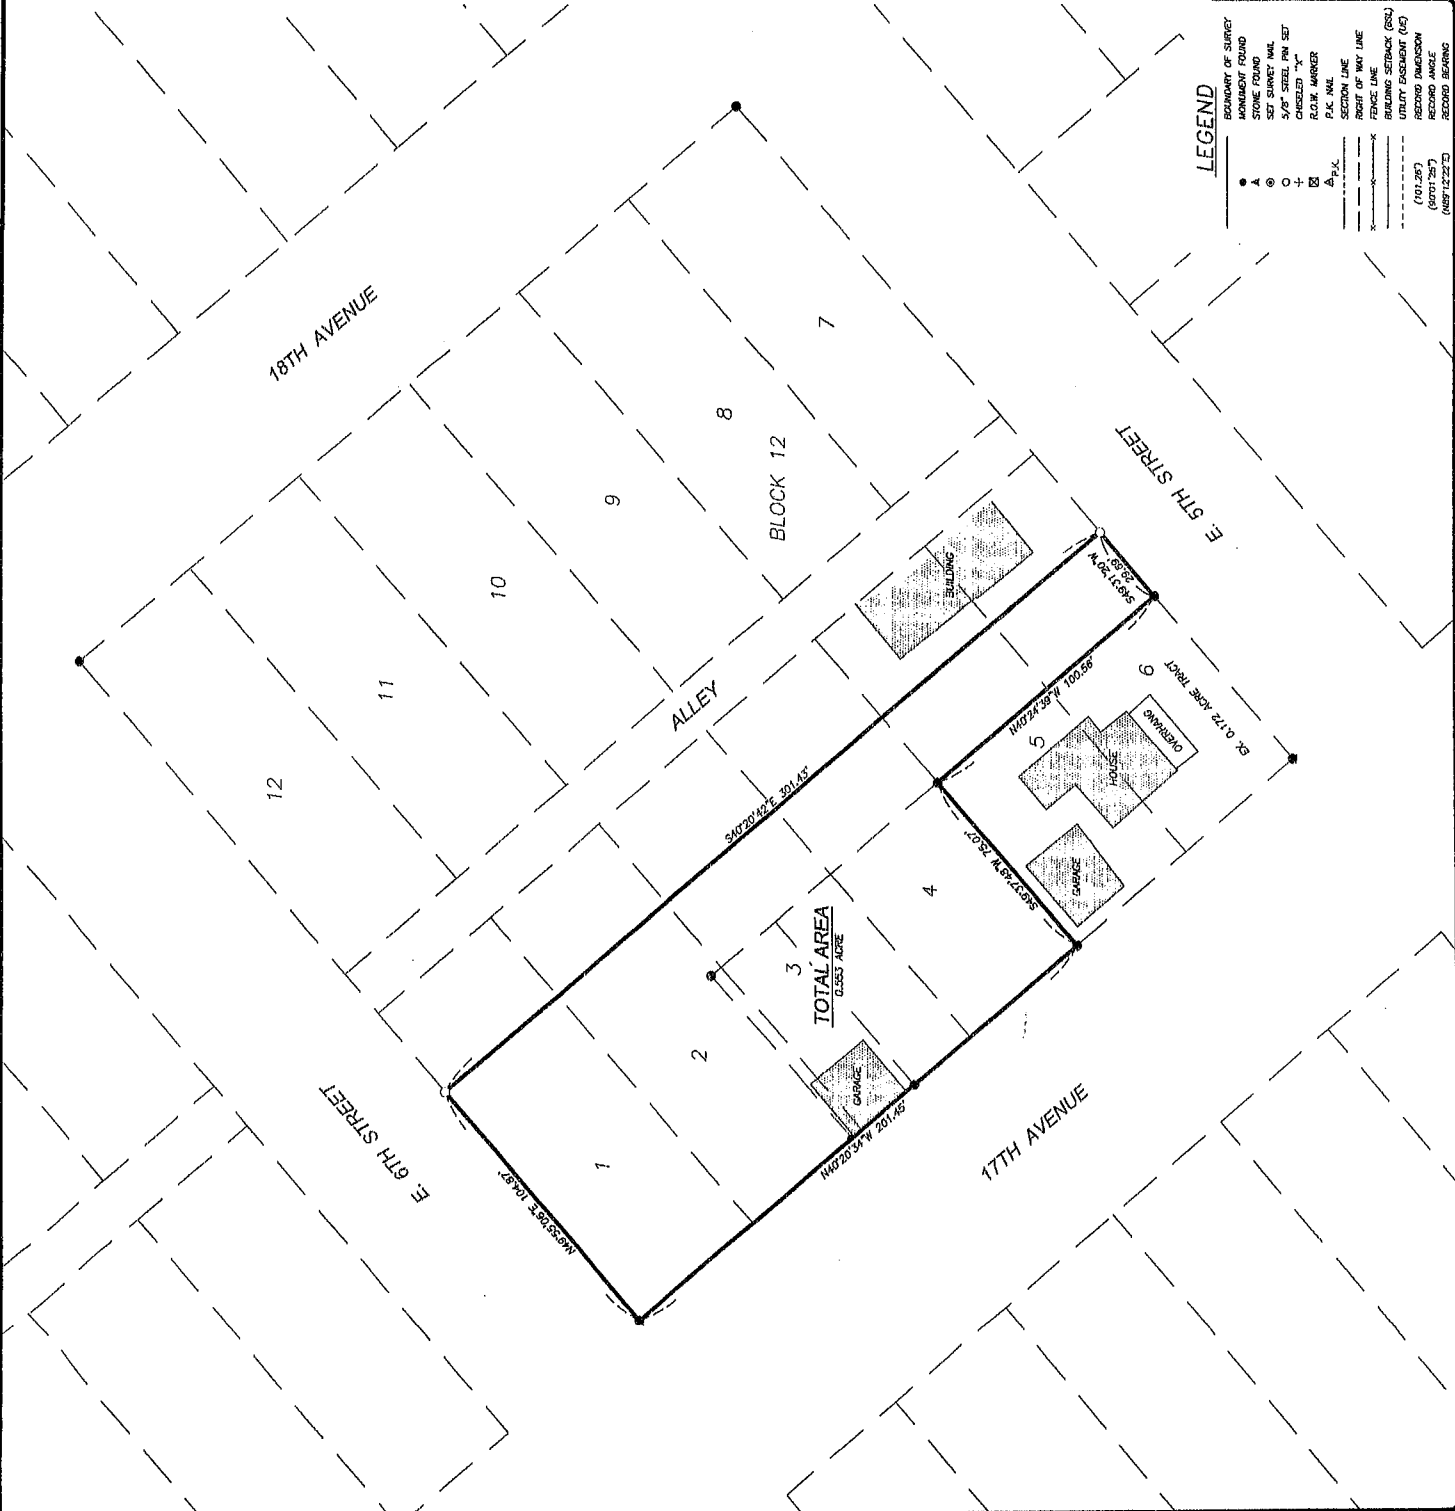 18TH AVENUE
7
8
BLOCK 12
9
10
11
12
ALLEY
BUILDING
E. 5TH STREET
S49°31'20"W
29.89'
N40°24'39"W 100.56'
S40°20'42"E 301.43'
6
EX. 0.172 ACRE TRACT
5
OVERHANG
HOUSE
GARAGE
S49°37'48"W 75.07'
4
3
TOTAL AREA
0.553 ACRE
2
GARAGE
1
N40°20'34"W 201.45'
N49°55'06"E 104.87'
E. 6TH STREET
17TH AVENUE
LEGEND
BOUNDARY OF SURVEY
MONUMENT FOUND
STONE FOUND
SET SURVEY NAIL
5/8" STEEL PIN SET
CHISELED "X"
R.O.W. MARKER
P.K. P.K. NAIL
SECTION LINE
RIGHT OF WAY LINE
FENCE LINE
BUILDING SETBACK (BSL)
UTILITY EASEMENT (UE)
(101.26') RECORD DIMENSION
(90°01'25") RECORD ANGLE
(N89°12'22"E) RECORD BEARING